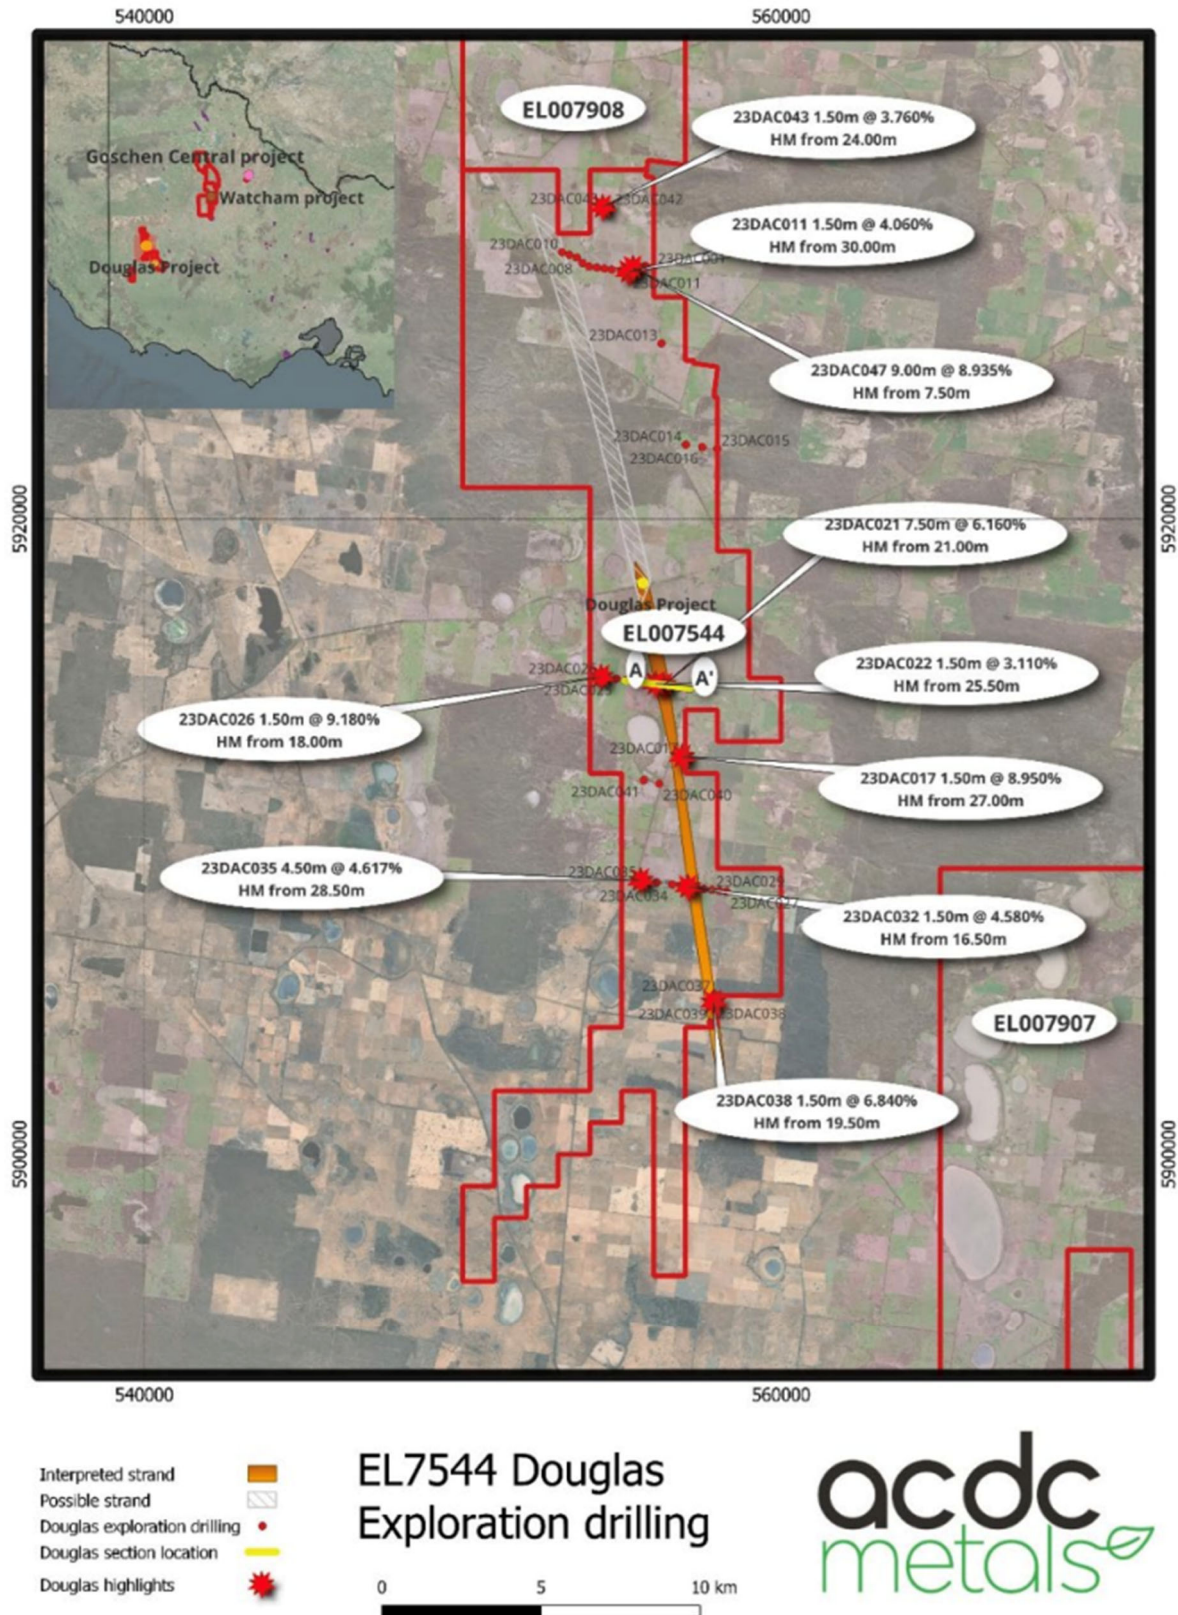 540000
560000
EL007908
23DAC043 1.50m @ 3.760%
HM from 24.00m
Goschen Central project
Watcham project
Douglas Project
23DAC042
23DAC011 1.50m @ 4.060%
HM from 30.00m
23DAC010
23DAC008
23DAC011
23DAC013
23DAC047 9.00m @ 8.935%
HM from 7.50m
23DAC014
23DAC015
23DAC016
5920000
5920000
23DAC021 7.50m @ 6.160%
HM from 21.00m
Douglas Project
EL007544
A
A'
23DAC022 1.50m @ 3.110%
HM from 25.50m
23DAC026 1.50m @ 9.180%
HM from 18.00m
23DAC017 1.50m @ 8.950%
HM from 27.00m
23DAC041
23DAC040
23DAC035 4.50m @ 4.617%
HM from 28.50m
23DAC035
23DAC029
23DAC034
23DAC027
23DAC032 1.50m @ 4.580%
HM from 16.50m
23DAC037
23DAC039
23DAC038
EL007907
23DAC038 1.50m @ 6.840%
HM from 19.50m
5900000
5900000
540000
560000
Interpreted strand
Possible strand
Douglas exploration drilling
Douglas section location
Douglas highlights
EL7544 Douglas
Exploration drilling
0 5 10 km
acdc
metals